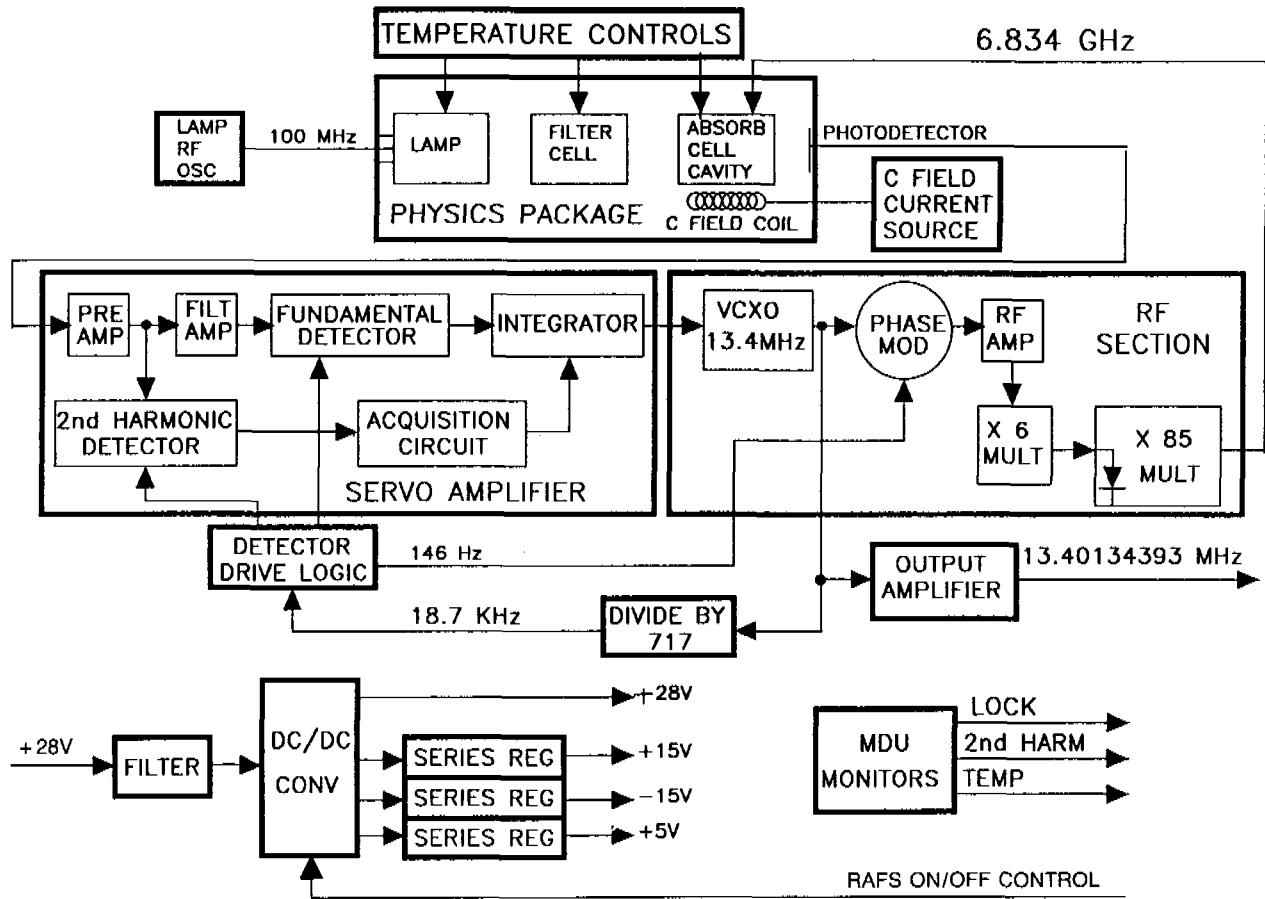 TEMPERATURE CONTROLS
6.834 GHz
LAMP
RF
OSC
100 MHz
LAMP
FILTER
CELL
ABSORB
CELL
CAVITY
PHOTODETECTOR
C FIELD
CURRENT
SOURCE
PHYSICS PACKAGE
C FIELD COIL
PRE
AMP
FILT
AMP
FUNDAMENTAL
DETECTOR
INTEGRATOR
VCXO
13.4MHz
PHASE
MOD
RF
AMP
RF
SECTION
2nd HARMONIC
DETECTOR
ACQUISITION
CIRCUIT
X 6
MULT
X 85
MULT
SERVO AMPLIFIER
DETECTOR
DRIVE LOGIC
146 Hz
OUTPUT
AMPLIFIER
13.40134393 MHz
18.7 KHz
DIVIDE BY
717
+28V
FILTER
DC/DC
CONV
+28V
SERIES REG
+15V
SERIES REG
-15V
SERIES REG
+5V
MDU
MONITORS
LOCK
2nd HARM
TEMP
RAFS ON/OFF CONTROL